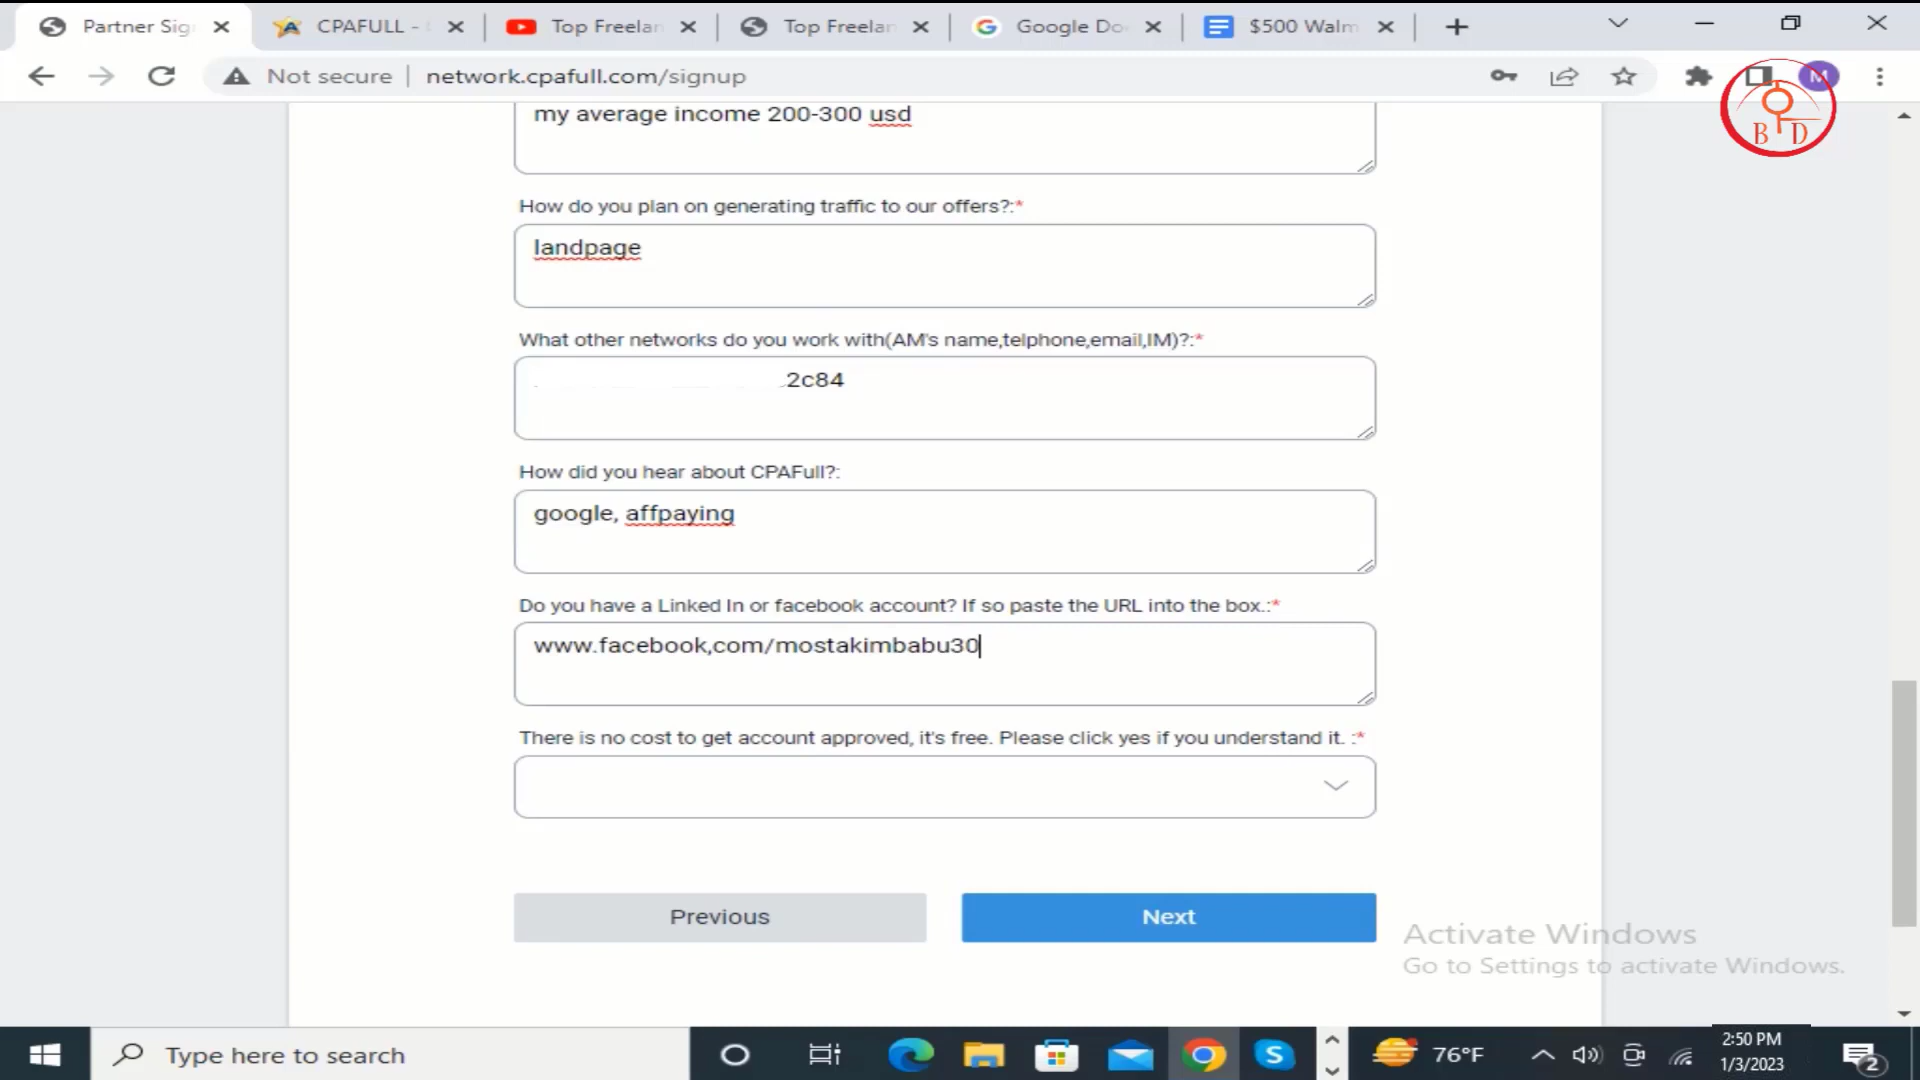 Partner Sig
CPAFULL -
Top Freelan
Top Freelan
Google Do
$500 Walm
Not secure
network.cpafull.com/signup
M
B D
my average income 200-300 usd
How do you plan on generating traffic to our offers?:*
landpage
What other networks do you work with(AM's name,telphone,email,IM)?:*
2c84
How did you hear about CPAFull?:
google, affpaying
Do you have a Linked In or facebook account? If so paste the URL into the box.:*
www.facebook,com/mostakimbabu30
There is no cost to get account approved, it's free. Please click yes if you understand it. :*
Previous
Next
Activate Windows
Go to Settings to activate Windows.
Type here to search
76°F
2:50 PM
1/3/2023
2